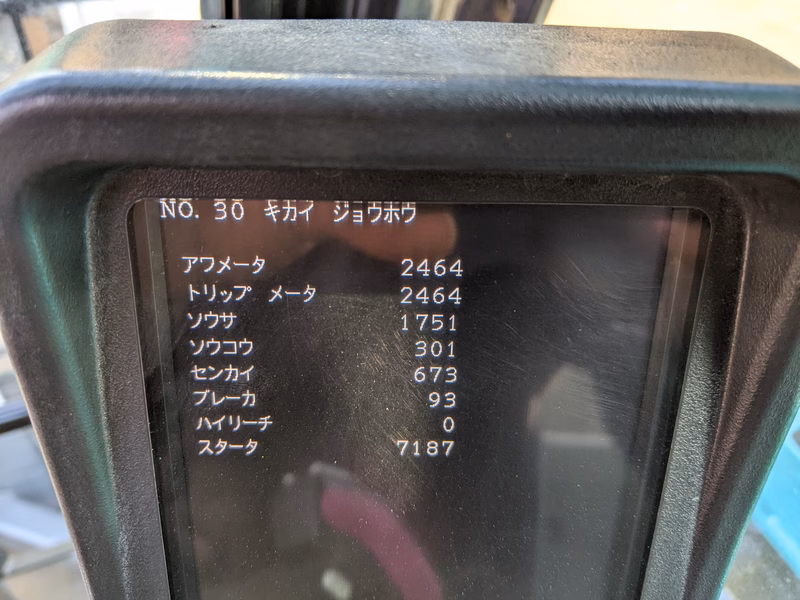 NO. 30 キカイ ジョウホウ
アワメータ 2464
トリップ メータ 2464
ソウサ 1751
ソウコウ 301
センカイ 673
ブレーカ 93
ハイリーチ 0
スタータ 7187